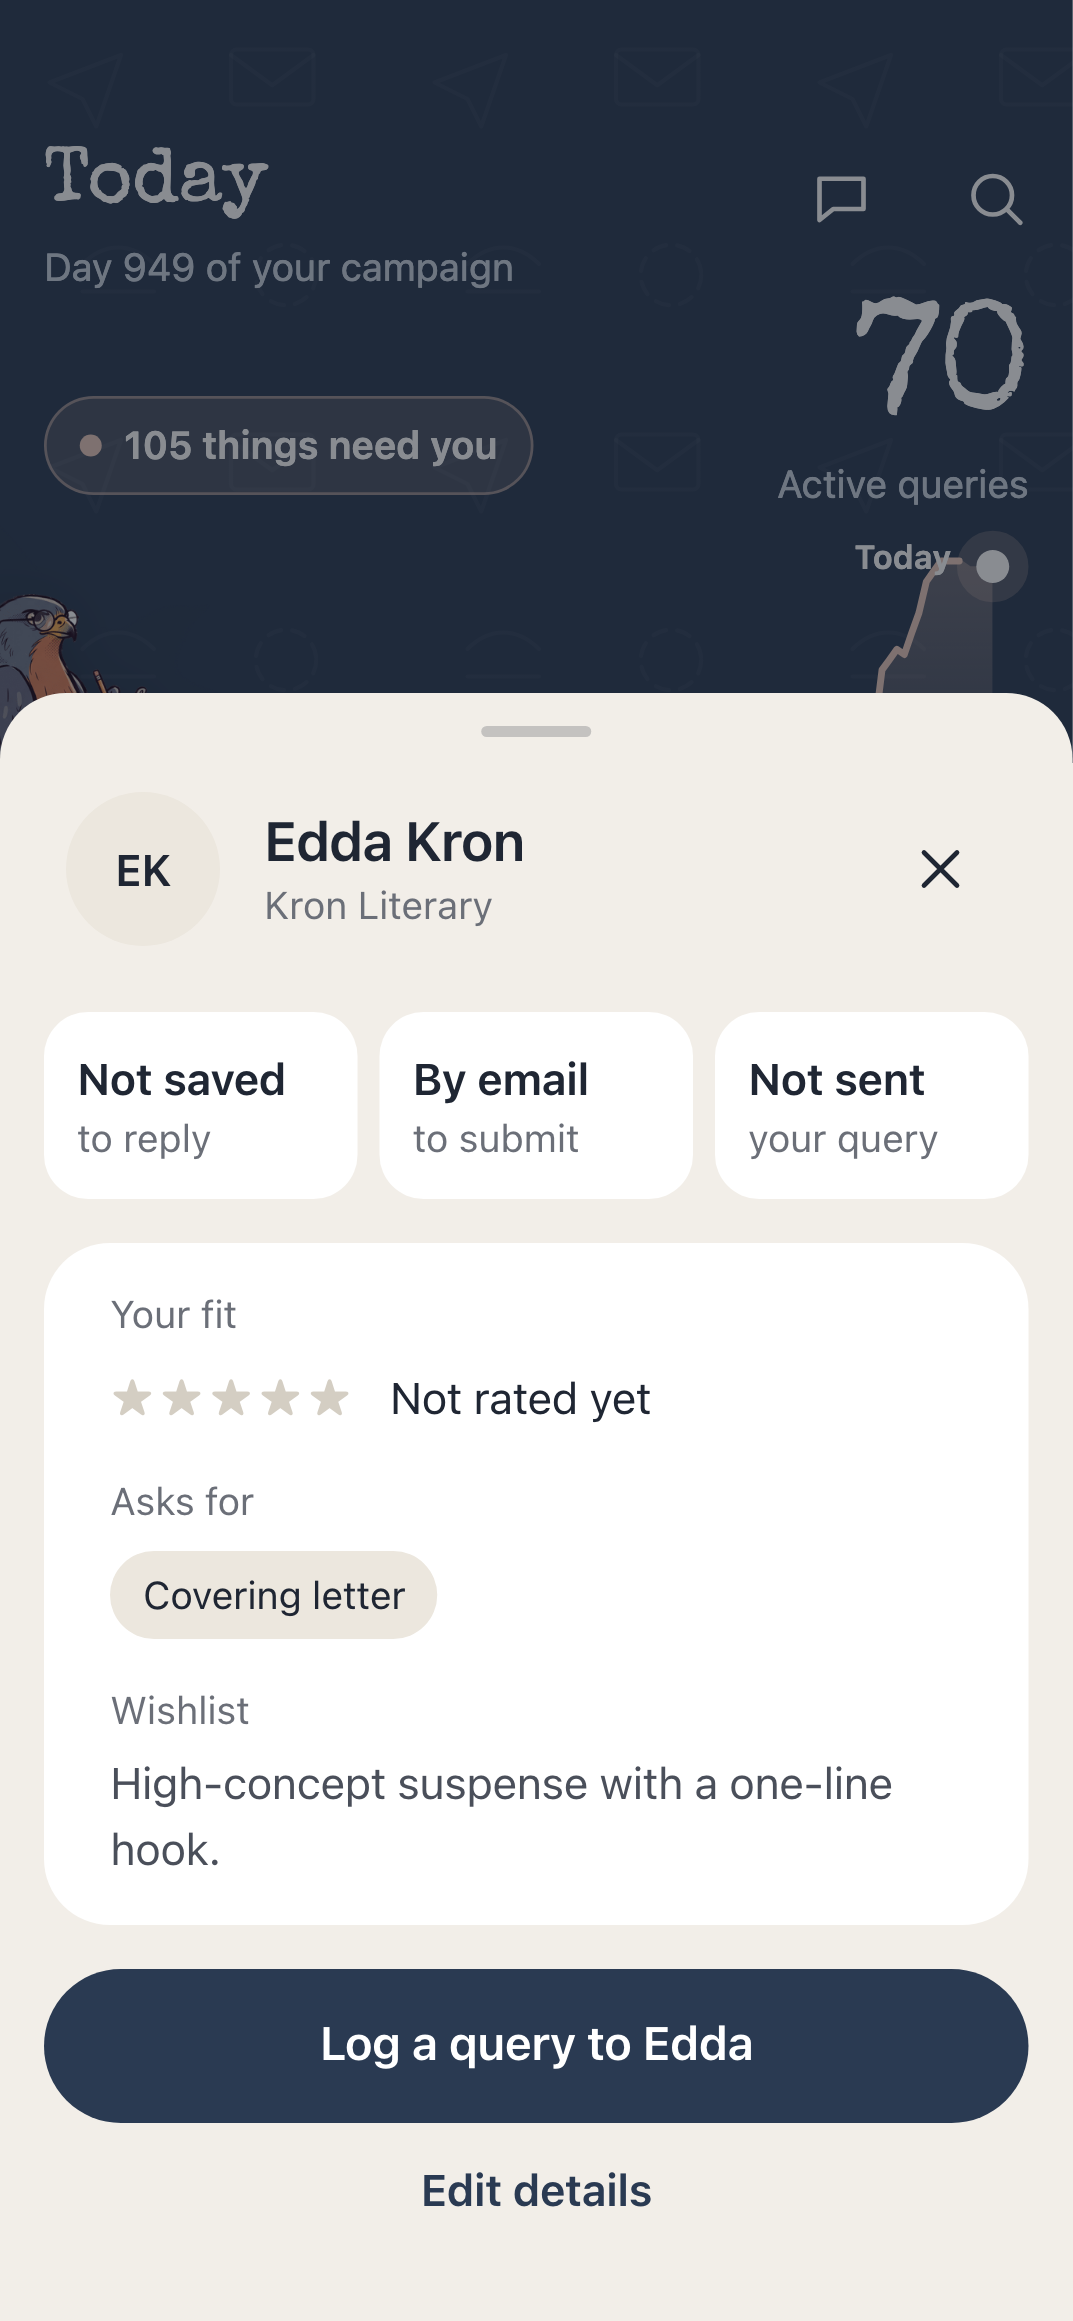 Today
Day 949 of your campaign
70
105 things need you
Active queries
Today
EK
Edda Kron
Kron Literary
Not saved
to reply
By email
to submit
Not sent
your query
Your fit
Not rated yet
Asks for
Covering letter
Wishlist
High-concept suspense with a one-line
hook.
Log a query to Edda
Edit details